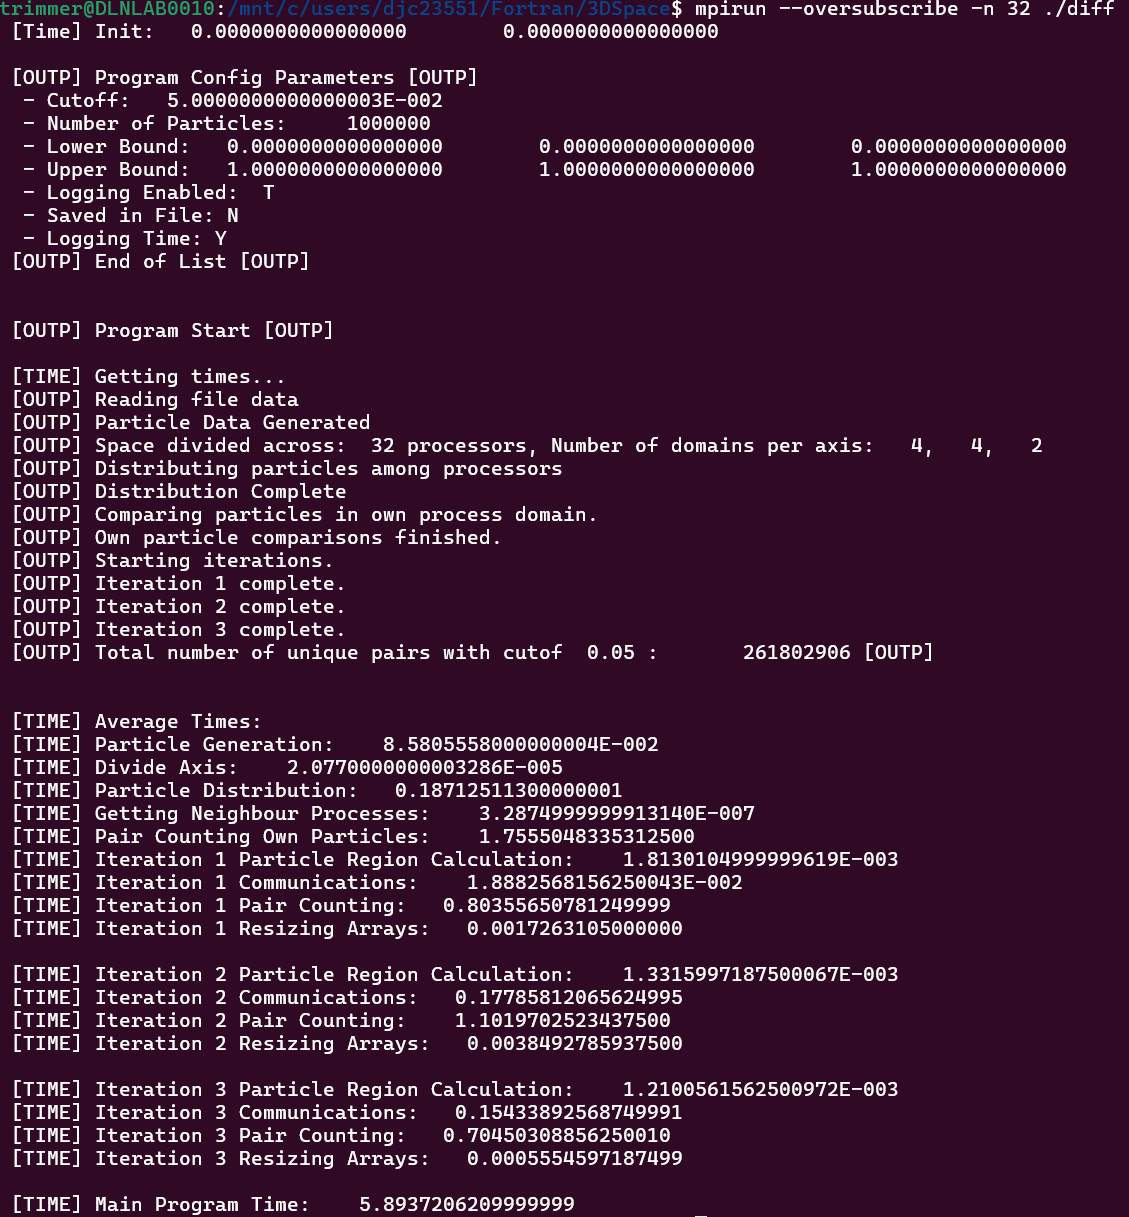 trimmer@DLNLAB0010:/mnt/c/users/djc23551/Fortran/3DSpace$ mpirun --oversubscribe -n 32 ./diff
[Time] Init:   0.0000000000000000        0.0000000000000000
[OUTP] Program Config Parameters [OUTP]
 - Cutoff:   5.0000000000000003E-002
 - Number of Particles:     1000000
 - Lower Bound:   0.0000000000000000        0.0000000000000000        0.0000000000000000
 - Upper Bound:   1.0000000000000000        1.0000000000000000        1.0000000000000000
 - Logging Enabled:  T
 - Saved in File: N
 - Logging Time: Y
[OUTP] End of List [OUTP]
[OUTP] Program Start [OUTP]
[TIME] Getting times...
[OUTP] Reading file data
[OUTP] Particle Data Generated
[OUTP] Space divided across:  32 processors, Number of domains per axis:   4,   4,   2
[OUTP] Distributing particles among processors
[OUTP] Distribution Complete
[OUTP] Comparing particles in own process domain.
[OUTP] Own particle comparisons finished.
[OUTP] Starting iterations.
[OUTP] Iteration 1 complete.
[OUTP] Iteration 2 complete.
[OUTP] Iteration 3 complete.
[OUTP] Total number of unique pairs with cutof  0.05 :       261802906 [OUTP]
[TIME] Average Times:
[TIME] Particle Generation:    8.5805558000000004E-002
[TIME] Divide Axis:    2.0770000000003286E-005
[TIME] Particle Distribution:   0.18712511300000001
[TIME] Getting Neighbour Processes:    3.2874999999913140E-007
[TIME] Pair Counting Own Particles:    1.7555048335312500
[TIME] Iteration 1 Particle Region Calculation:    1.8130104999999619E-003
[TIME] Iteration 1 Communications:    1.8882568156250043E-002
[TIME] Iteration 1 Pair Counting:   0.80355650781249999
[TIME] Iteration 1 Resizing Arrays:   0.0017263105000000
[TIME] Iteration 2 Particle Region Calculation:    1.3315997187500067E-003
[TIME] Iteration 2 Communications:   0.17785812065624995
[TIME] Iteration 2 Pair Counting:    1.1019702523437500
[TIME] Iteration 2 Resizing Arrays:   0.0038492785937500
[TIME] Iteration 3 Particle Region Calculation:    1.2100561562500972E-003
[TIME] Iteration 3 Communications:   0.15433892568749991
[TIME] Iteration 3 Pair Counting:   0.70450308856250010
[TIME] Iteration 3 Resizing Arrays:   0.0005554597187499
[TIME] Main Program Time:    5.8937206209999999